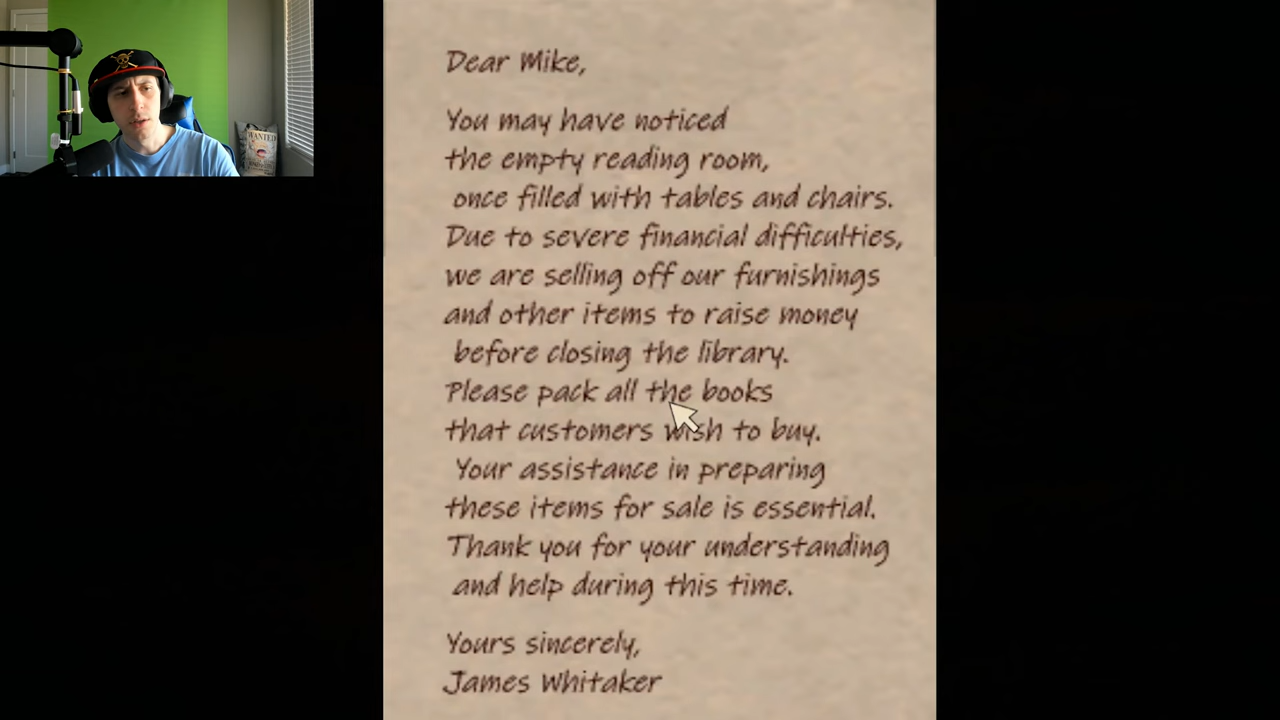 WANTED
Dear Mike,
You may have noticed
the empty reading room,
once filled with tables and chairs.
Due to severe financial difficulties,
we are selling off our furnishings
and other items to raise money
before closing the library.
Please pack all the books
that customers wish to buy.
Your assistance in preparing
these items for sale is essential.
Thank you for your understanding
and help during this time.
Yours sincerely,
James Whitaker